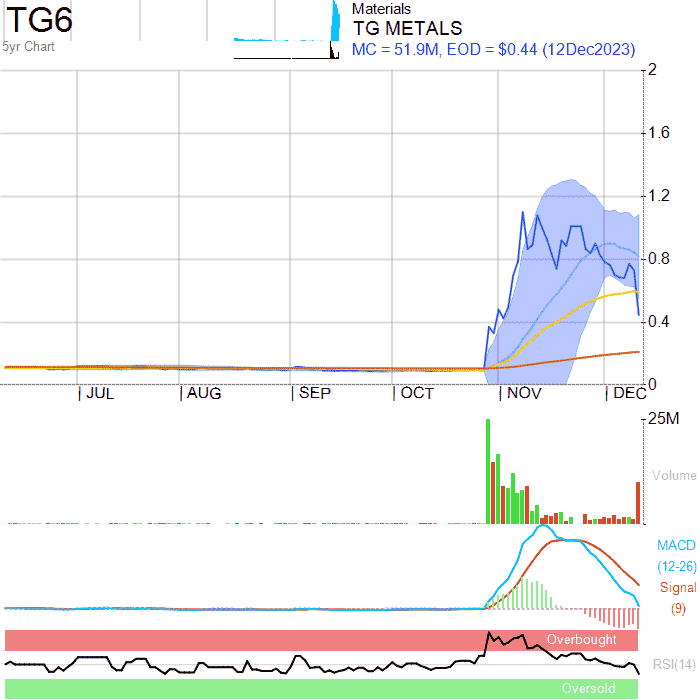 TG6
5yr Chart
Materials
TG METALS
MC = 51.9M, EOD = $0.44 (12Dec2023)
2
1.6
1.2
0.8
0.4
0
JUL AUG SEP OCT NOV DEC
25M
Volume
MACD
(12-26)
Signal
(9)
Overbought
RSI(14)
Oversold